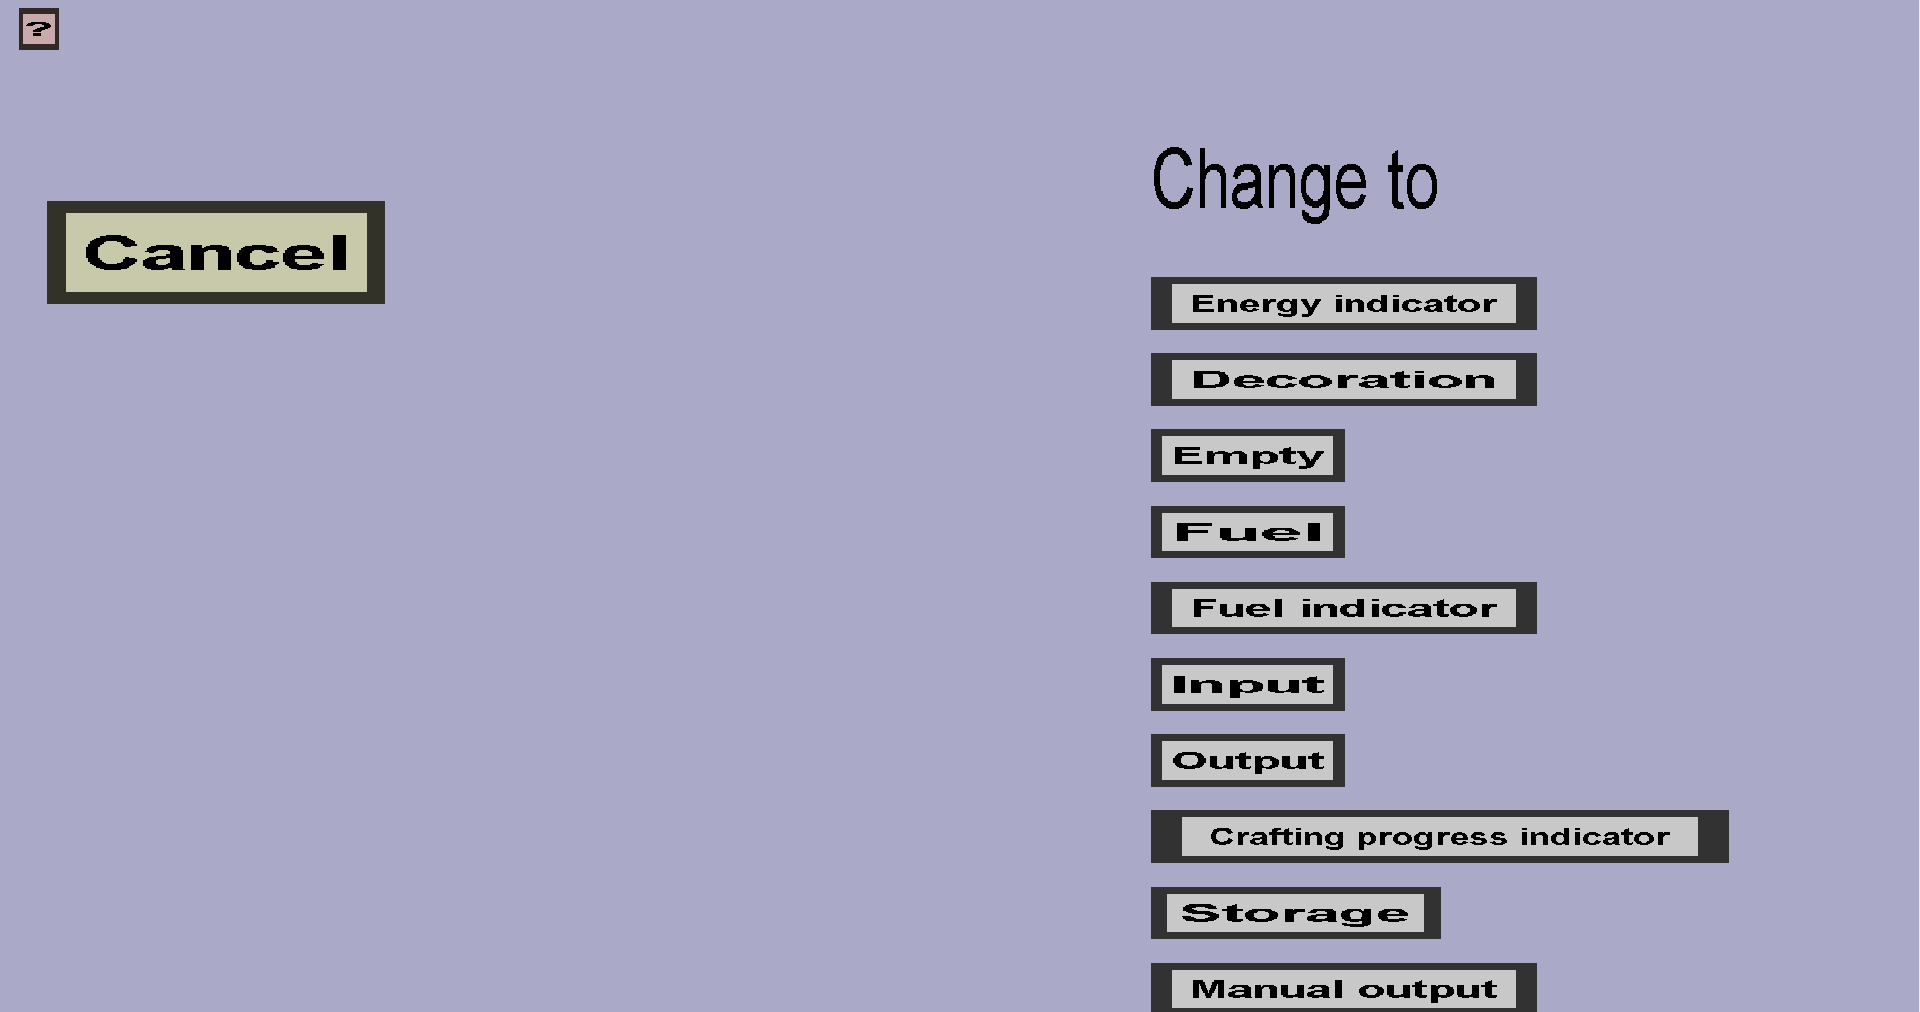 ?
Cancel
Change to
Energy indicator
Decoration
Empty
Fuel
Fuel indicator
Input
Output
Crafting progress indicator
Storage
Manual output